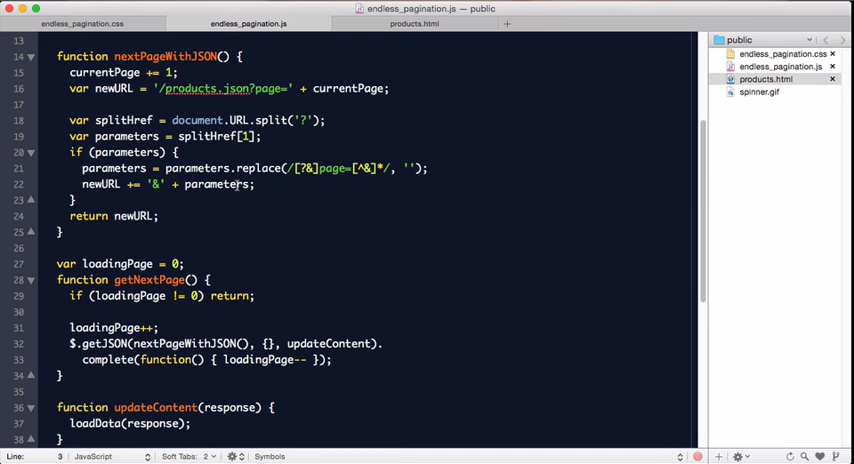 endless_pagination.js — public
endless_pagination.css
endless_pagination.js
products.html
+
13
14 function nextPageWithJSON() {
15 currentPage += 1;
16 var newURL = '/products.json?page=' + currentPage;
17
18 var splitHref = document.URL.split('?');
19 var parameters = splitHref[1];
20 if (parameters) {
21 parameters = parameters.replace(/[?&]page=[^&]*/, '');
22 newURL += '&' + parameters;
23 }
24 return newURL;
25 }
26
27 var loadingPage = 0;
28 function getNextPage() {
29 if (loadingPage != 0) return;
30
31 loadingPage++;
32 $.getJSON(nextPageWithJSON(), {}, updateContent).
33 complete(function() { loadingPage-- });
34 }
35
36 function updateContent(response) {
37 loadData(response);
38 }
public
endless_pagination.css
endless_pagination.js
products.html
spinner.gif
Line: 3 JavaScript Soft Tabs: 2 Symbols